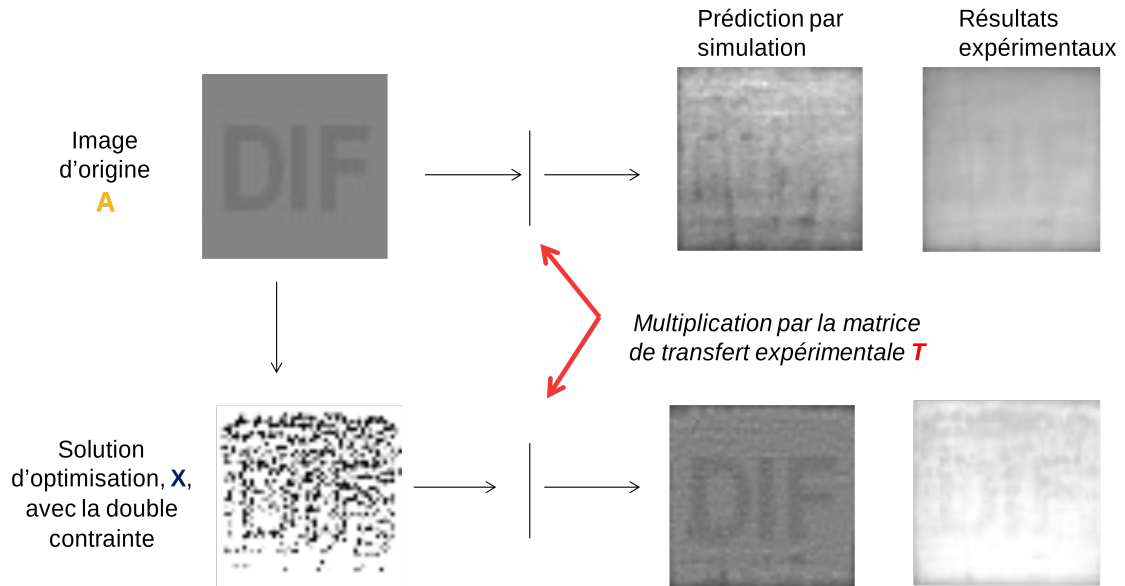 Prédiction par
simulation
Résultats
expérimentaux
Image
d’origine
A
DIF
Multiplication par la matrice
de transfert expérimentale T
Solution
d’optimisation, X,
avec la double
contrainte
DIF
DIF